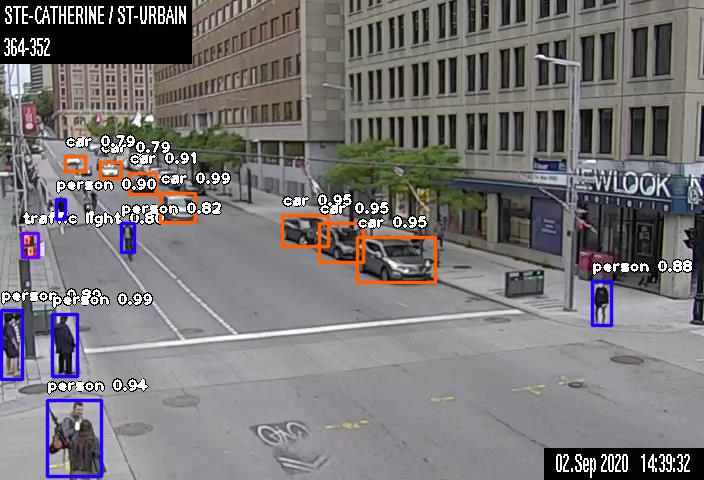 STE-CATHERINE / ST-URBAIN
364-352
car 0.79
car 0.79
car 0.91
person 0.90
car 0.99
person 0.82
traffic light 0.80
car 0.95
car 0.95
car 0.95
NEWLOOK
person 0.88
person 0.99
person 0.94
02.Sep 2020 14:39:32